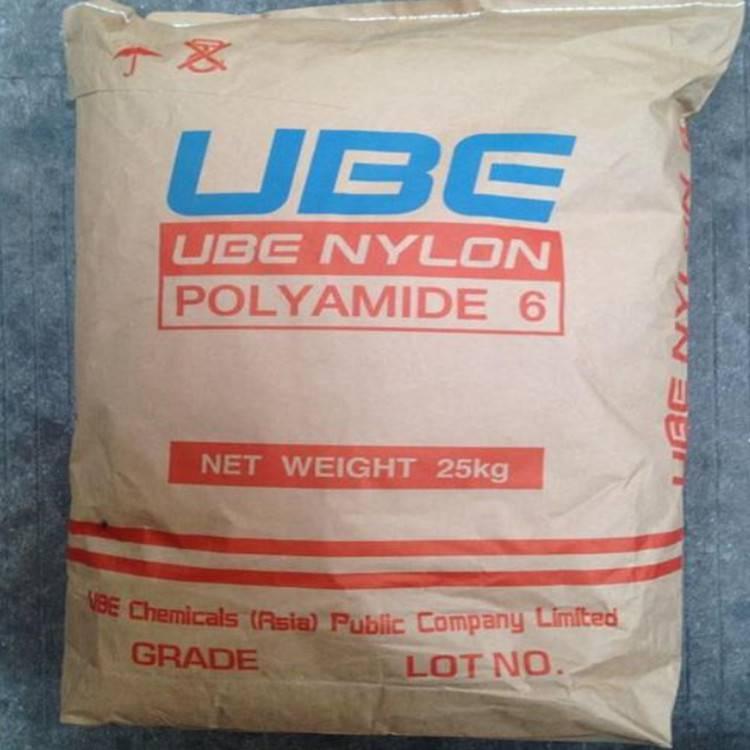 UBE
UBE NYLON
POLYAMIDE 6
NET WEIGHT 25kg
UBE Chemicals (Asia) Public Company Limited
GRADE
LOT NO.
UBE NYLON